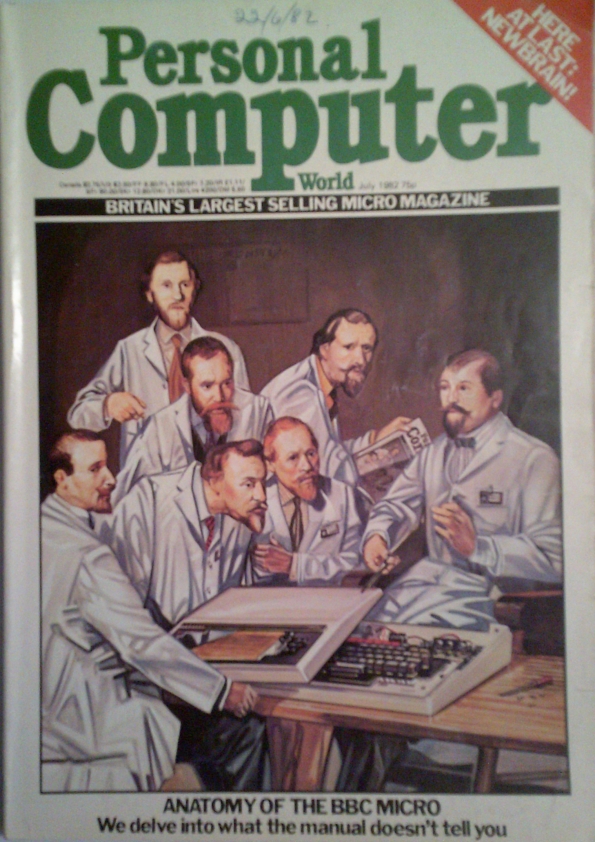 22/6/82
HERE
AT LAST:
NEWBRAIN!
Personal
Computer
World July 1982 75p
BRITAIN'S LARGEST SELLING MICRO MAGAZINE
ANATOMY OF THE BBC MICRO
We delve into what the manual doesn't tell you